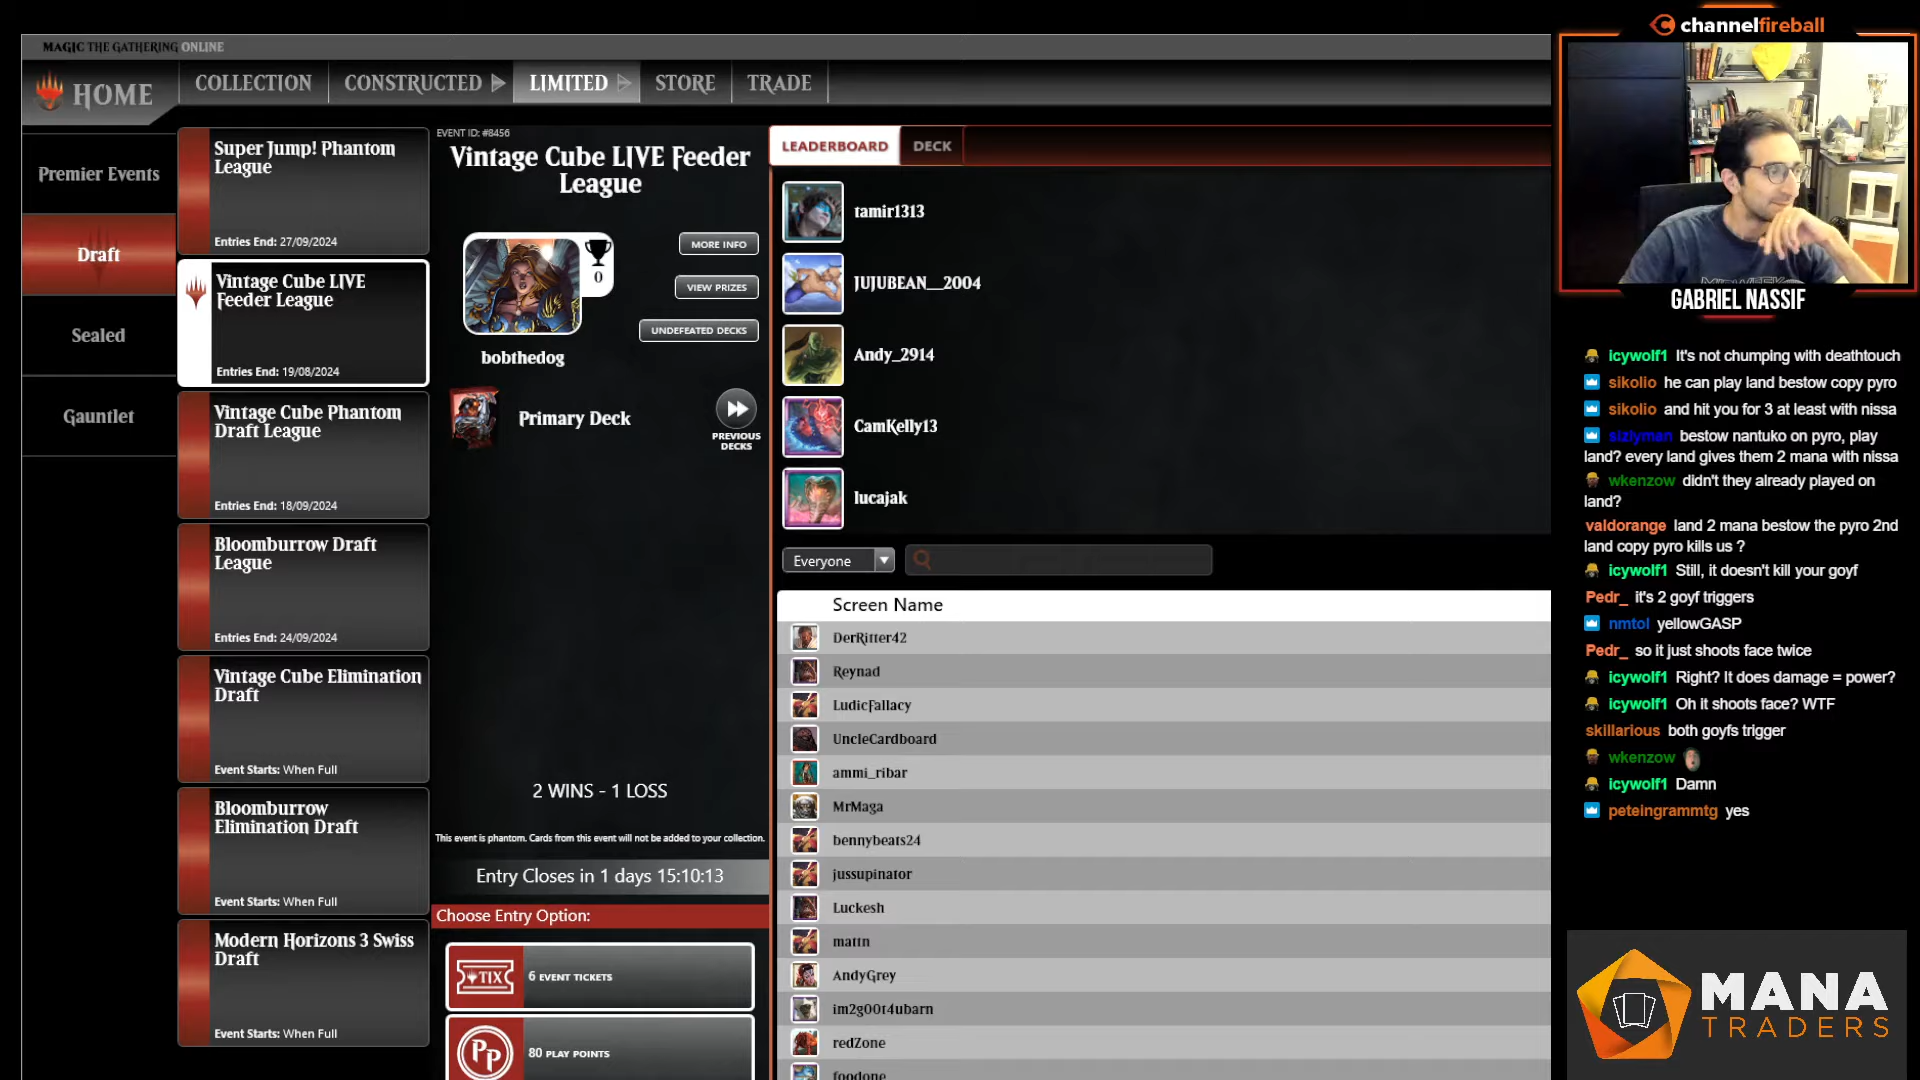 MAGIC THE GATHERING ONLINE
HOME
COLLECTION
CONSTRUCTED
LIMITED
STORE
TRADE
Premier Events
Draft
Sealed
Gauntlet
Super Jump! Phantom
League
Entries End: 27/09/2024
Vintage Cube LIVE
Feeder League
Entries End: 19/08/2024
Vintage Cube Phantom
Draft League
Entries End: 18/09/2024
Bloomburrow Draft
League
Entries End: 24/09/2024
Vintage Cube Elimination
Draft
Event Starts: When Full
Bloomburrow
Elimination Draft
Event Starts: When Full
Modern Horizons 3 Swiss
Draft
Event Starts: When Full
EVENT ID: #8456
Vintage Cube LIVE Feeder
League
0
bobthedog
MORE INFO
VIEW PRIZES
UNDEFEATED DECKS
Primary Deck
PREVIOUS
DECKS
2 WINS - 1 LOSS
This event is phantom. Cards from this event will not be added to your collection.
Entry Closes in 1 days 15:10:13
Choose Entry Option:
TIX
6 EVENT TICKETS
PP
80 PLAY POINTS
LEADERBOARD
DECK
tamir1313
JUJUBEAN__2004
Andy_2914
CamKelly13
lucajak
Everyone
Screen Name
DerRitter42
Reynad
LudicFallacy
UncleCardboard
ammi_ribar
MrMaga
bennybeats24
jussupinator
Luckesh
mattn
AndyGrey
im2g00t4ubarn
redZone
foodone
channelfireball
GABRIEL NASSIF
icywolf1 It's not chumping with deathtouch
sikolio he can play land bestow copy pyro
sikolio and hit you for 3 at least with nissa
sizlyman bestow nantuko on pyro, play
land? every land gives them 2 mana with nissa
wkenzow didn't they already played on
land?
valdorange land 2 mana bestow the pyro 2nd
land copy pyro kills us ?
icywolf1 Still, it doesn't kill your goyf
Pedr_ it's 2 goyf triggers
nmtol yellowGASP
Pedr_ so it just shoots face twice
icywolf1 Right? It does damage = power?
icywolf1 Oh it shoots face? WTF
skillarious both goyfs trigger
wkenzow
icywolf1 Damn
peteingrammtg yes
MANA
TRADERS